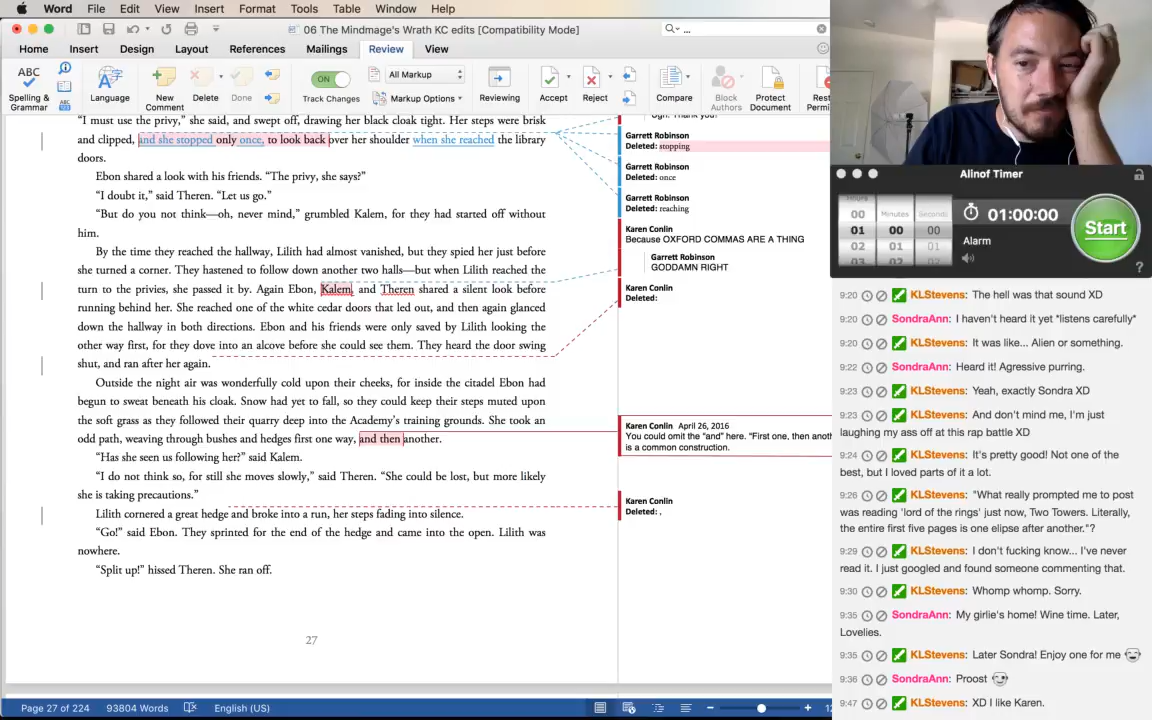 Word File Edit View Insert Format Tools Table Window Help
06 The Mindmage's Wrath KC edits [Compatibility Mode]
Home Insert Design Layout References Mailings Review View
ABC
Spelling &
Grammar
Language
New
Comment
Delete
Done
ON
Track Changes
All Markup
Markup Options
Reviewing
Accept
Reject
Compare
Block
Authors
Protect
Document
“I must use the privy,” she said, and swept off, drawing her black cloak tight. Her steps were brisk
and clipped, and she stopped only once, to look back over her shoulder when she reached the library
doors.
Ebon shared a look with his friends. “The privy, she says?”
“I doubt it,” said Theren. “Let us go.”
“But do you not think—oh, never mind,” grumbled Kalem, for they had started off without
him.
By the time they reached the hallway, Lilith had almost vanished, but they spied her just before
she turned a corner. They hastened to follow down another two halls—but when Lilith reached the
turn to the privies, she passed it by. Again Ebon, Kalem, and Theren shared a silent look before
running behind her. She reached one of the white cedar doors that led out, and then again glanced
down the hallway in both directions. Ebon and his friends were only saved by Lilith looking the
other way first, for they dove into an alcove before she could see them. They heard the door swing
shut, and ran after her again.
Outside the night air was wonderfully cold upon their cheeks, for inside the citadel Ebon had
begun to sweat beneath his cloak. Snow had yet to fall, so they could keep their steps muted upon
the soft grass as they followed their quarry deep into the Academy’s training grounds. She took an
odd path, weaving through bushes and hedges first one way, and then another.
“Has she seen us following her?” said Kalem.
“I do not think so, for still she moves slowly,” said Theren. “She could be lost, but more likely
she is taking precautions.”
Lilith cornered a great hedge and broke into a run, her steps fading into silence.
“Go!” said Ebon. They sprinted for the end of the hedge and came into the open. Lilith was
nowhere.
“Split up!” hissed Theren. She ran off.
27
Garrett Robinson
Deleted: stopping
Garrett Robinson
Deleted: once
Garrett Robinson
Deleted: reaching
Karen Conlin
Because OXFORD COMMAS ARE A THING
Garrett Robinson
GODDAMN RIGHT
Karen Conlin
Deleted:
Karen Conlin April 26, 2016
You could omit the "and" here. "First one, then anoth
is a common construction.
Karen Conlin
Deleted: ,
Page 27 of 224 93804 Words English (US)
Alinof Timer
Hours Minutes Seconds
00
01 00 00
02 01 01
03 02 02
01:00:00
Alarm
Start
?
9:20 KLStevens: The hell was that sound XD
9:20 SondraAnn: I haven't heard it yet *listens carefully*
9:20 KLStevens: It was like... Alien or something.
9:22 SondraAnn: Heard it! Agressive purring.
9:23 KLStevens: Yeah, exactly Sondra XD
9:23 KLStevens: And don't mind me, I'm just
laughing my ass off at this rap battle XD
9:24 KLStevens: It's pretty good! Not one of the
best, but I loved parts of it a lot.
9:26 KLStevens: "What really prompted me to post
was reading 'lord of the rings' just now, Two Towers. Literally,
the entire first five pages is one elipse after another."?
9:29 KLStevens: I don't fucking know... I've never
read it. I just googled and found someone commenting that.
9:30 KLStevens: Whomp whomp. Sorry.
9:35 SondraAnn: My girlie's home! Wine time. Later,
Lovelies.
9:35 KLStevens: Later Sondra! Enjoy one for me
9:36 SondraAnn: Proost
9:47 KLStevens: XD I like Karen.